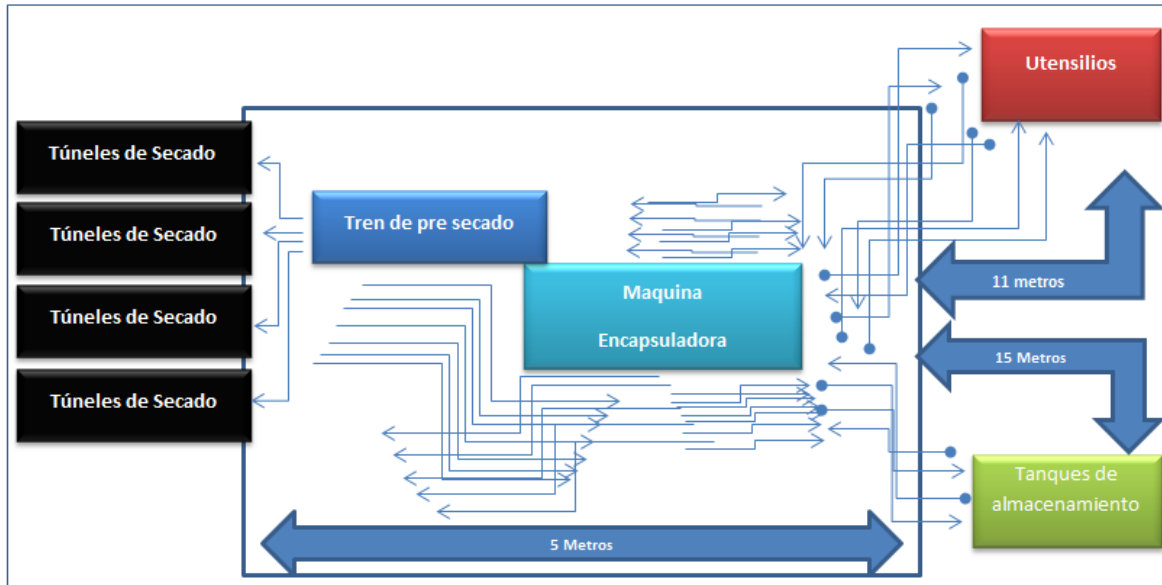 Utensilios
Túneles de Secado
Tren de pre secado
Túneles de Secado
Maquina
Encapsuladora
11 metros
Túneles de Secado
15 Metros
Túneles de Secado
Tanques de
almacenamiento
5 Metros